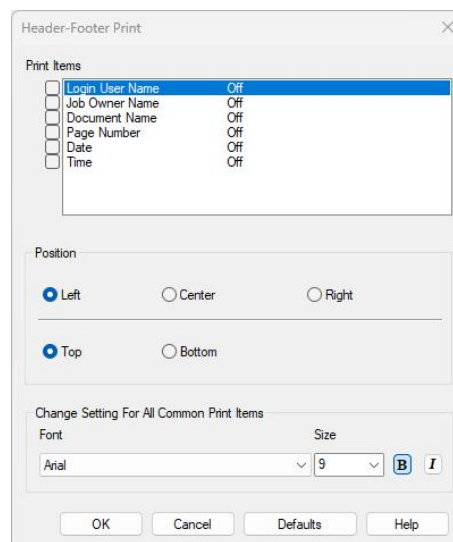 Header-Footer Print
Print Items
Login User Name Off
Job Owner Name Off
Document Name Off
Page Number Off
Date Off
Time Off
Position
Left Center Right
Top Bottom
Change Setting For All Common Print Items
Font Size
Arial 9 B I
OK Cancel Defaults Help